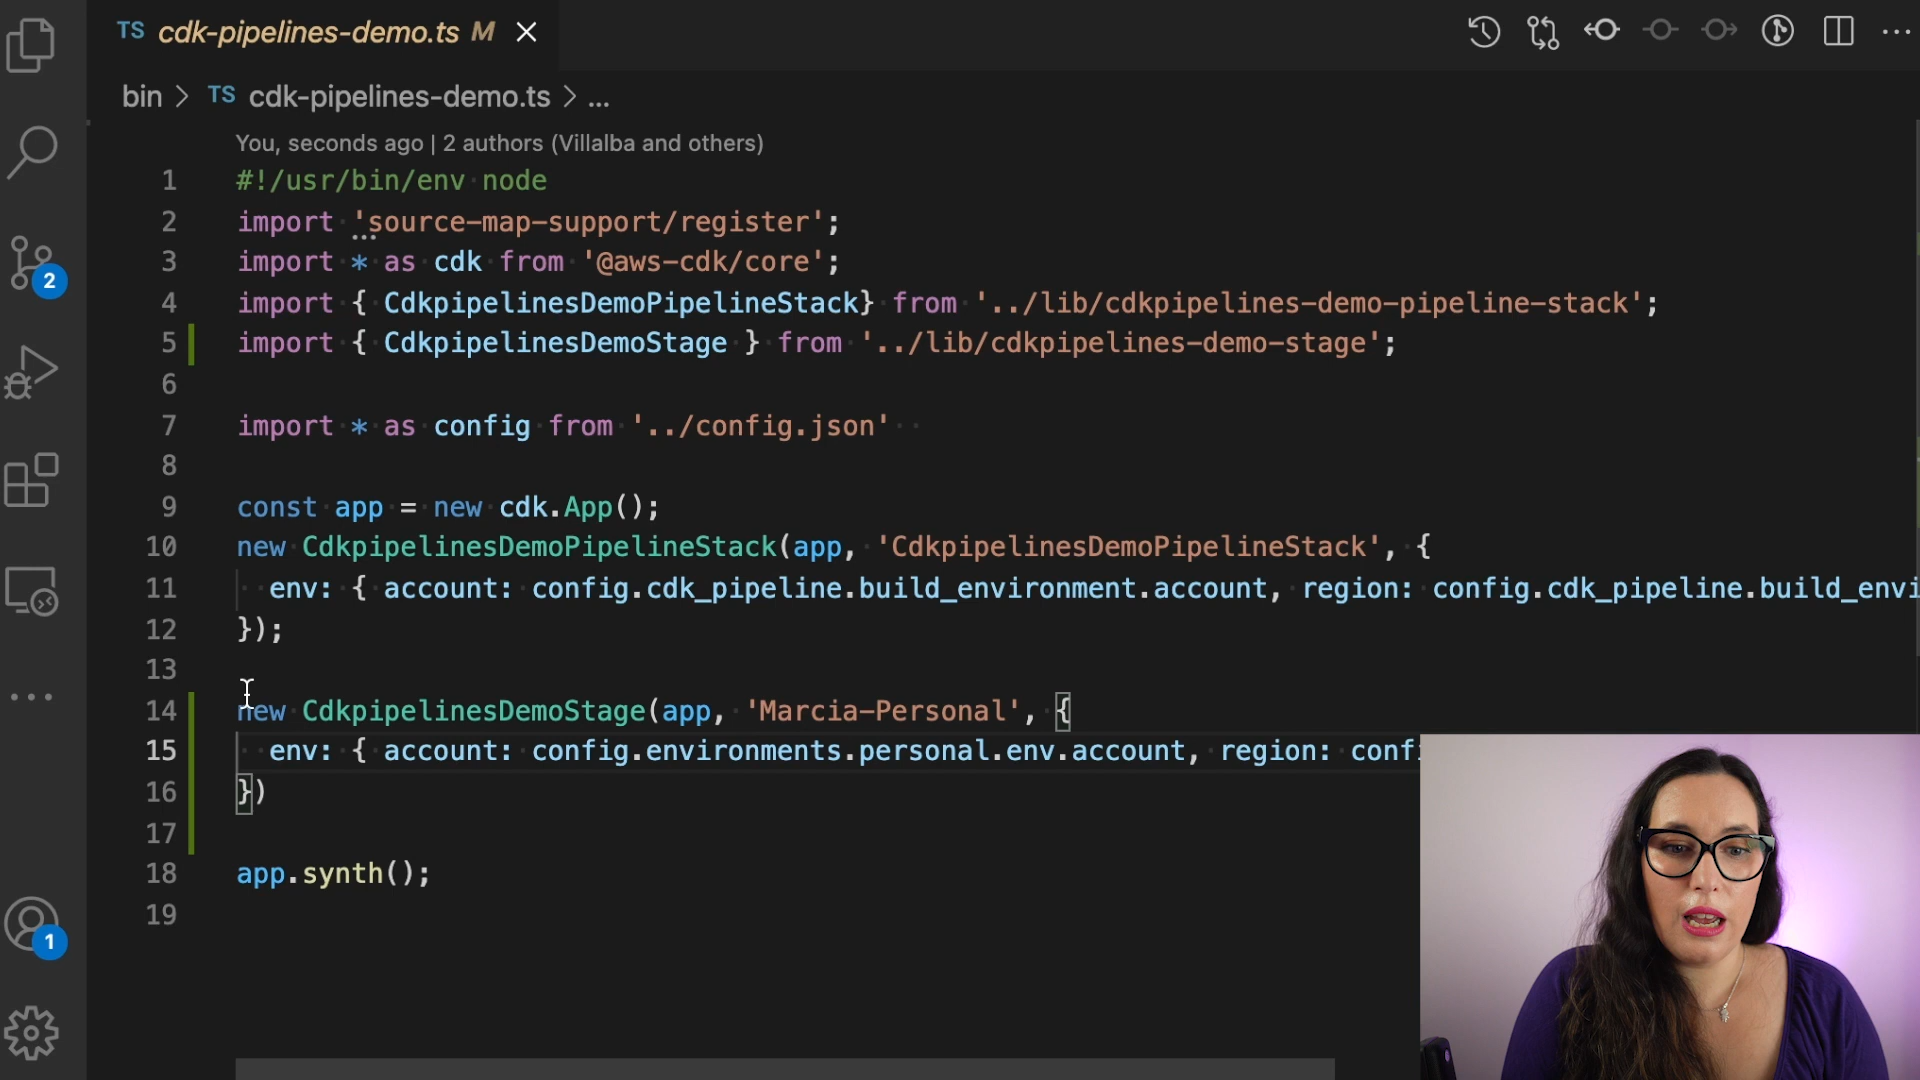 TS cdk-pipelines-demo.ts M
bin > TS cdk-pipelines-demo.ts > ...
You, seconds ago | 2 authors (Villalba and others)
1 #!/usr/bin/env node
2 import 'source-map-support/register';
3 import * as cdk from '@aws-cdk/core';
4 import { CdkpipelinesDemoPipelineStack} from '../lib/cdkpipelines-demo-pipeline-stack';
5 import { CdkpipelinesDemoStage } from '../lib/cdkpipelines-demo-stage';
6
7 import * as config from '../config.json'
8
9 const app = new cdk.App();
10 new CdkpipelinesDemoPipelineStack(app, 'CdkpipelinesDemoPipelineStack', {
11 env: { account: config.cdk_pipeline.build_environment.account, region: config.cdk_pipeline.build_envi
12 });
13
14 new CdkpipelinesDemoStage(app, 'Marcia-Personal', {
15 env: { account: config.environments.personal.env.account, region: confi
16 })
17
18 app.synth();
19
2
1